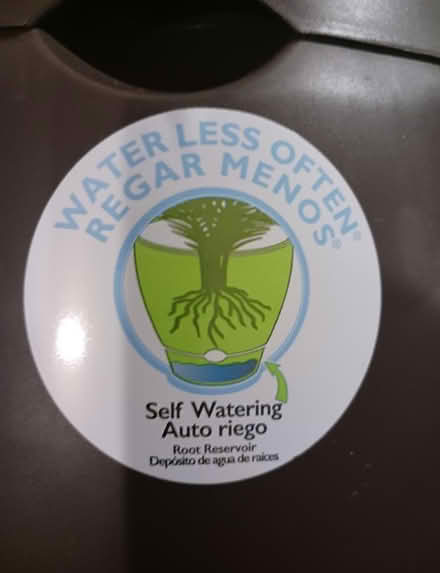 WATER LESS OFTEN®
REGAR MENOS®
Self Watering
Auto riego
Root Reservoir
Depósito de agua de raíces